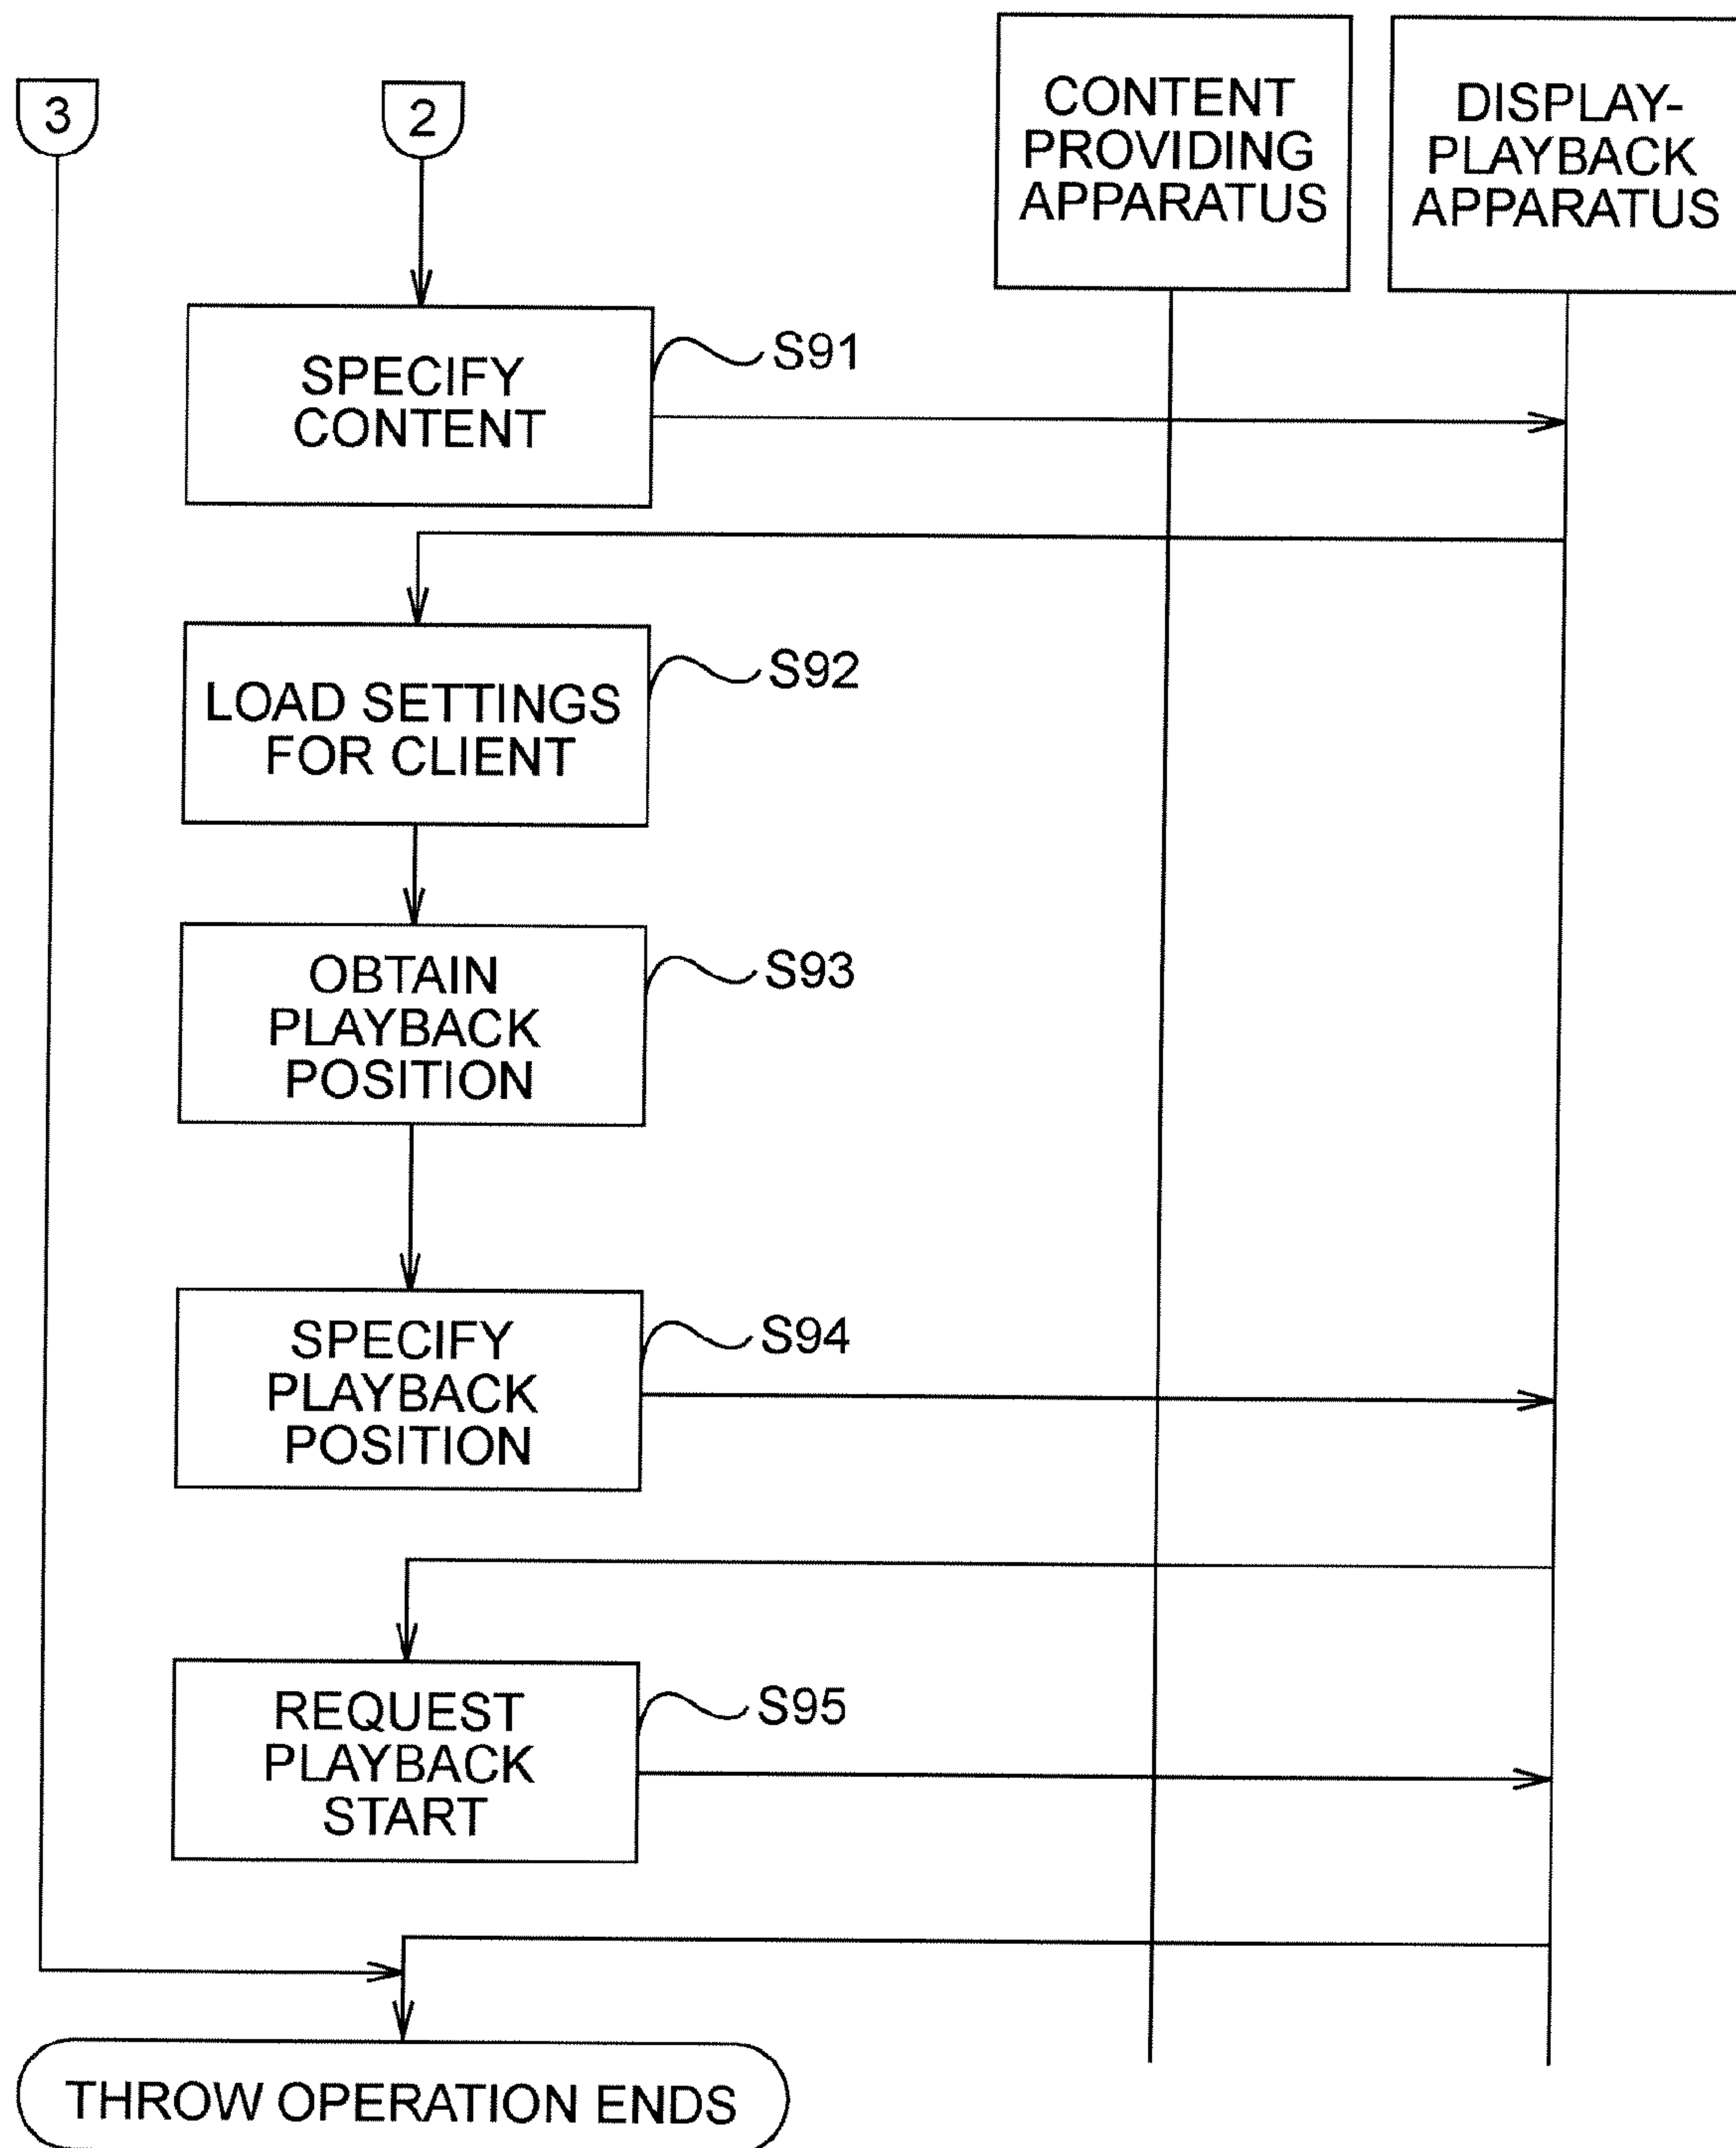 3
2
CONTENT
PROVIDING
APPARATUS
DISPLAY-
PLAYBACK
APPARATUS
SPECIFY
CONTENT
S91
LOAD SETTINGS
FOR CLIENT
S92
OBTAIN
PLAYBACK
POSITION
S93
SPECIFY
PLAYBACK
POSITION
S94
REQUEST
PLAYBACK
START
S95
THROW OPERATION ENDS